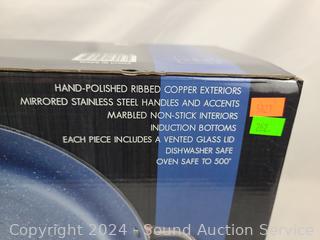 HAND-POLISHED RIBBED COPPER EXTERIORS
MIRRORED STAINLESS STEEL HANDLES AND ACCENTS
MARBLED NON-STICK INTERIORS
INDUCTION BOTTOMS
EACH PIECE INCLUDES A VENTED GLASS LID
DISHWASHER SAFE
OVEN SAFE TO 500°
Copyright 2024 - Sound Auction Service